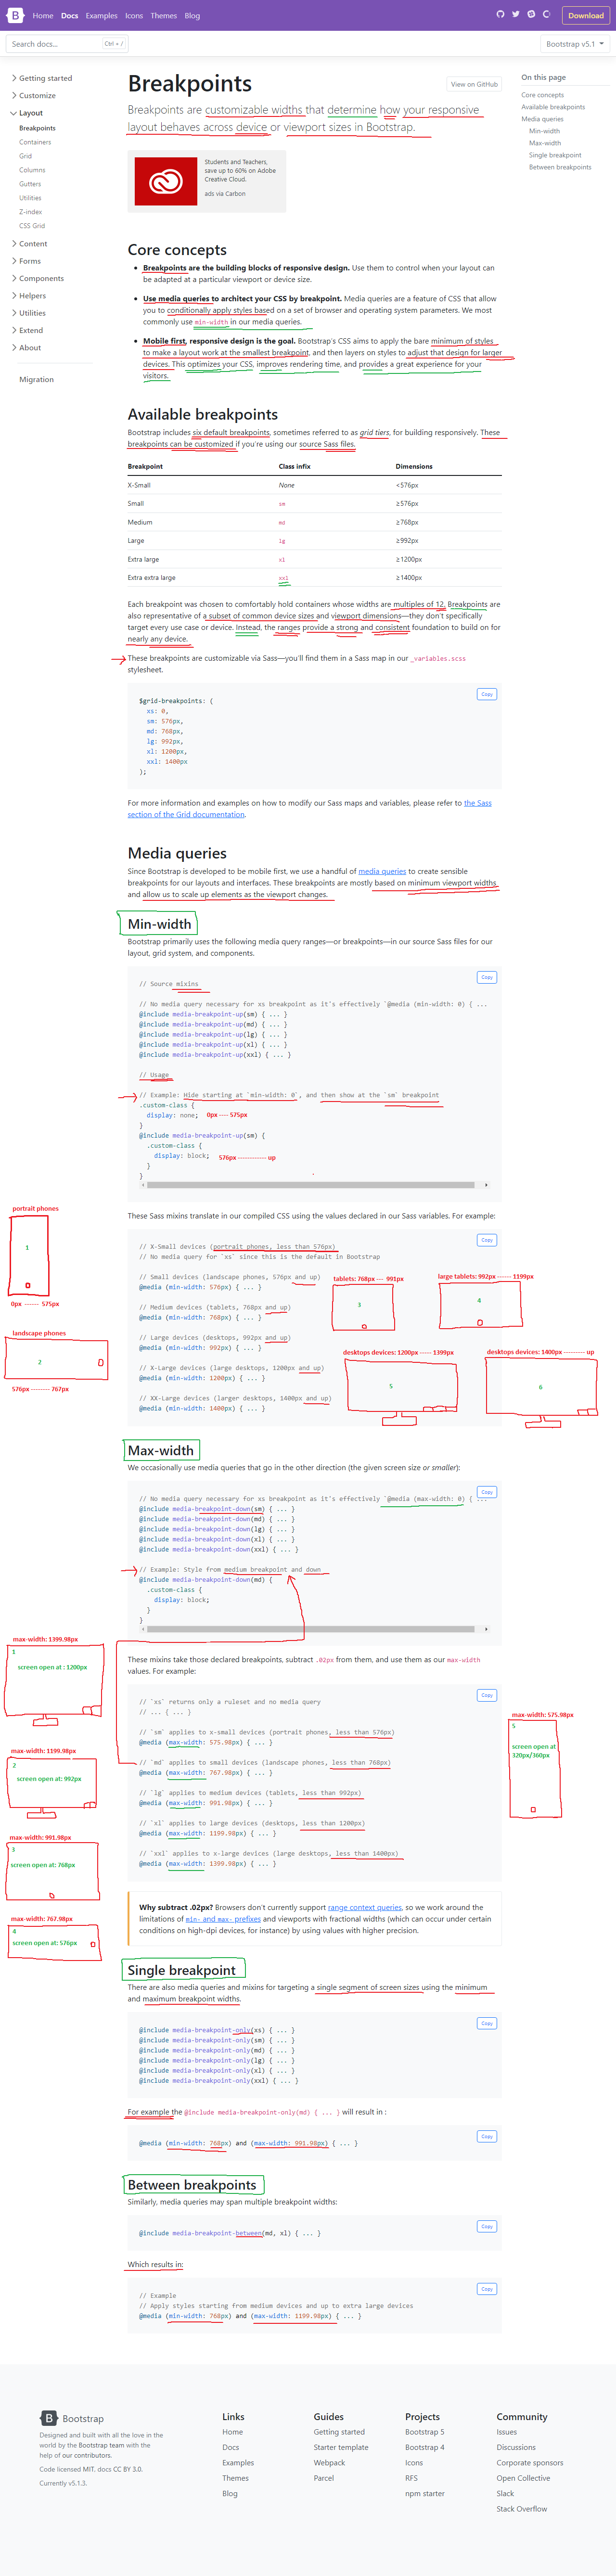 Home Docs Examples Icons Themes Blog Download
Search docs... Ctrl + / Bootstrap v5.1
Getting started
Customize
Layout
Breakpoints
Containers
Grid
Columns
Gutters
Utilities
Z-index
CSS Grid
Content
Forms
Components
Helpers
Utilities
Extend
About
Migration
Breakpoints
View on GitHub
Breakpoints are customizable widths that determine how your responsive
layout behaves across device or viewport sizes in Bootstrap.
Students and Teachers,
save up to 60% on Adobe
Creative Cloud.
ads via Carbon
On this page
Core concepts
Available breakpoints
Media queries
Min-width
Max-width
Single breakpoint
Between breakpoints
Core concepts
Breakpoints are the building blocks of responsive design. Use them to control when your layout can
be adapted at a particular viewport or device size.
Use media queries to architect your CSS by breakpoint. Media queries are a feature of CSS that allow
you to conditionally apply styles based on a set of browser and operating system parameters. We most
commonly use min-width in our media queries.
Mobile first, responsive design is the goal. Bootstrap's CSS aims to apply the bare minimum of styles
to make a layout work at the smallest breakpoint, and then layers on styles to adjust that design for larger
devices. This optimizes your CSS, improves rendering time, and provides a great experience for your
visitors.
Available breakpoints
Bootstrap includes six default breakpoints, sometimes referred to as grid tiers, for building responsively. These
breakpoints can be customized if you're using our source Sass files.
Breakpoint Class infix Dimensions
X-Small None <576px
Small sm ≥576px
Medium md ≥768px
Large lg ≥992px
Extra large xl ≥1200px
Extra extra large xxl ≥1400px
Each breakpoint was chosen to comfortably hold containers whose widths are multiples of 12. Breakpoints are
also representative of a subset of common device sizes and viewport dimensions—they don't specifically
target every use case or device. Instead, the ranges provide a strong and consistent foundation to build on for
nearly any device.
These breakpoints are customizable via Sass—you'll find them in a Sass map in our _variables.scss
stylesheet.
Copy
$grid-breakpoints: (
xs: 0,
sm: 576px,
md: 768px,
lg: 992px,
xl: 1200px,
xxl: 1400px
);
For more information and examples on how to modify our Sass maps and variables, please refer to the Sass
section of the Grid documentation.
Media queries
Since Bootstrap is developed to be mobile first, we use a handful of media queries to create sensible
breakpoints for our layouts and interfaces. These breakpoints are mostly based on minimum viewport widths
and allow us to scale up elements as the viewport changes.
Min-width
Bootstrap primarily uses the following media query ranges—or breakpoints—in our source Sass files for our
layout, grid system, and components.
Copy
// Source mixins
// No media query necessary for xs breakpoint as it's effectively `@media (min-width: 0) { ...
@include media-breakpoint-up(sm) { ... }
@include media-breakpoint-up(md) { ... }
@include media-breakpoint-up(lg) { ... }
@include media-breakpoint-up(xl) { ... }
@include media-breakpoint-up(xxl) { ... }
// Usage
// Example: Hide starting at `min-width: 0`, and then show at the `sm` breakpoint
.custom-class {
display: none; 0px ---- 575px
}
@include media-breakpoint-up(sm) {
.custom-class {
display: block; 576px ------------ up
}
}
These Sass mixins translate in our compiled CSS using the values declared in our Sass variables. For example:
Copy
// X-Small devices (portrait phones, less than 576px)
// No media query for `xs` since this is the default in Bootstrap
// Small devices (landscape phones, 576px and up)
@media (min-width: 576px) { ... }
// Medium devices (tablets, 768px and up)
@media (min-width: 768px) { ... }
// Large devices (desktops, 992px and up)
@media (min-width: 992px) { ... }
// X-Large devices (large desktops, 1200px and up)
@media (min-width: 1200px) { ... }
// XX-Large devices (larger desktops, 1400px and up)
@media (min-width: 1400px) { ... }
portrait phones
1
0px ------ 575px
landscape phones
2
576px -------- 767px
tablets: 768px --- 991px
3
large tablets: 992px ------ 1199px
4
desktops devices: 1200px ----- 1399px
5
desktops devices: 1400px --------- up
6
Max-width
We occasionally use media queries that go in the other direction (the given screen size or smaller):
Copy
// No media query necessary for xs breakpoint as it's effectively `@media (max-width: 0) { ...
@include media-breakpoint-down(sm) { ... }
@include media-breakpoint-down(md) { ... }
@include media-breakpoint-down(lg) { ... }
@include media-breakpoint-down(xl) { ... }
@include media-breakpoint-down(xxl) { ... }
// Example: Style from medium breakpoint and down
@include media-breakpoint-down(md) {
.custom-class {
display: block;
}
}
These mixins take those declared breakpoints, subtract .02px from them, and use them as our max-width
values. For example:
Copy
// `xs` returns only a ruleset and no media query
// ... { ... }
// `sm` applies to x-small devices (portrait phones, less than 576px)
@media (max-width: 575.98px) { ... }
// `md` applies to small devices (landscape phones, less than 768px)
@media (max-width: 767.98px) { ... }
// `lg` applies to medium devices (tablets, less than 992px)
@media (max-width: 991.98px) { ... }
// `xl` applies to large devices (desktops, less than 1200px)
@media (max-width: 1199.98px) { ... }
// `xxl` applies to x-large devices (large desktops, less than 1400px)
@media (max-width: 1399.98px) { ... }
max-width: 1399.98px
1
screen open at : 1200px
max-width: 1199.98px
2
screen open at: 992px
max-width: 991.98px
3
screen open at: 768px
max-width: 767.98px
4
screen open at: 576px
max-width: 575.98px
5
screen open at
320px/360px
Why subtract .02px? Browsers don't currently support range context queries, so we work around the
limitations of min- and max- prefixes and viewports with fractional widths (which can occur under certain
conditions on high-dpi devices, for instance) by using values with higher precision.
Single breakpoint
There are also media queries and mixins for targeting a single segment of screen sizes using the minimum
and maximum breakpoint widths.
Copy
@include media-breakpoint-only(xs) { ... }
@include media-breakpoint-only(sm) { ... }
@include media-breakpoint-only(md) { ... }
@include media-breakpoint-only(lg) { ... }
@include media-breakpoint-only(xl) { ... }
@include media-breakpoint-only(xxl) { ... }
For example the @include media-breakpoint-only(md) { ... } will result in :
Copy
@media (min-width: 768px) and (max-width: 991.98px) { ... }
Between breakpoints
Similarly, media queries may span multiple breakpoint widths:
Copy
@include media-breakpoint-between(md, xl) { ... }
Which results in:
Copy
// Example
// Apply styles starting from medium devices and up to extra large devices
@media (min-width: 768px) and (max-width: 1199.98px) { ... }
Bootstrap
Designed and built with all the love in the
world by the Bootstrap team with the
help of our contributors.
Code licensed MIT, docs CC BY 3.0.
Currently v5.1.3.
Links
Home
Docs
Examples
Themes
Blog
Guides
Getting started
Starter template
Webpack
Parcel
Projects
Bootstrap 5
Bootstrap 4
Icons
RFS
npm starter
Community
Issues
Discussions
Corporate sponsors
Open Collective
Slack
Stack Overflow